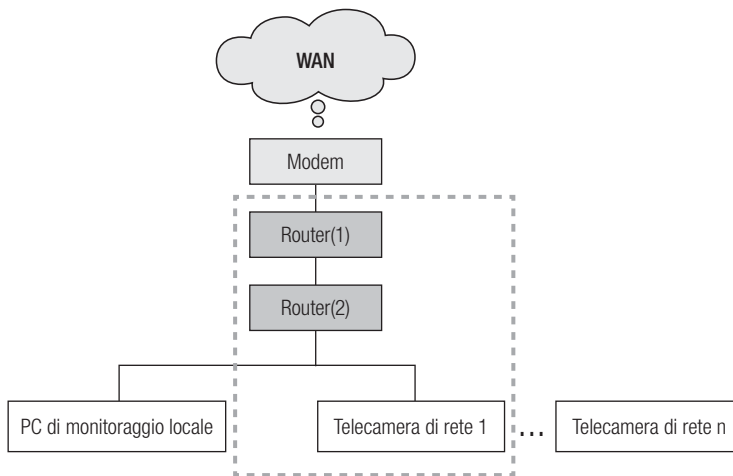 WAN
Modem
Router(1)
Router(2)
PC di monitoraggio locale
Telecamera di rete 1
...
Telecamera di rete n